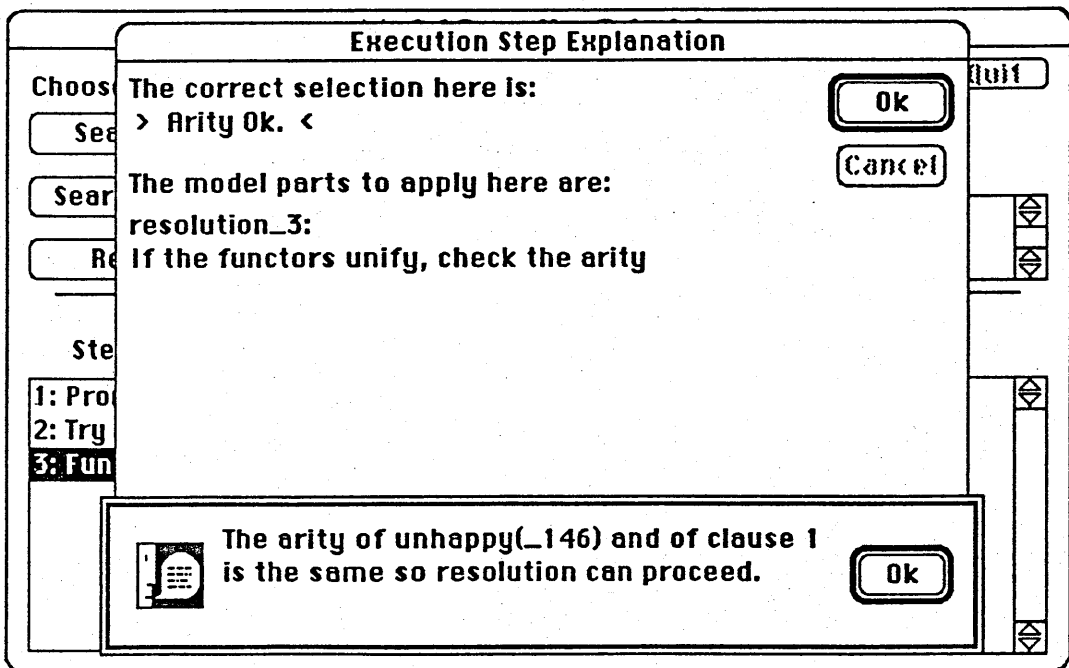 Execution Step Explanation
Quit
Choos
The correct selection here is:
Ok
> Arity Ok. <
Sea
Cancel
The model parts to apply here are:
Sear
resolution_3:
Re
If the functors unify, check the arity
Ste
1: Pro
2: Try
3: Fun
The arity of unhappy(_146) and of clause 1
is the same so resolution can proceed.
Ok